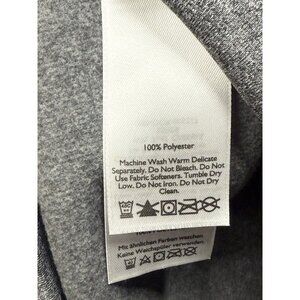 100% Polyester
Machine Wash Warm Delicate
Separately. Do Not Bleach. Do Not
Use Fabric Softeners. Tumble Dry
Low. Do Not Iron. Do Not Dry
Clean.
Mit ähnlichen Farben waschen.
Keine Weichspüler verwenden.